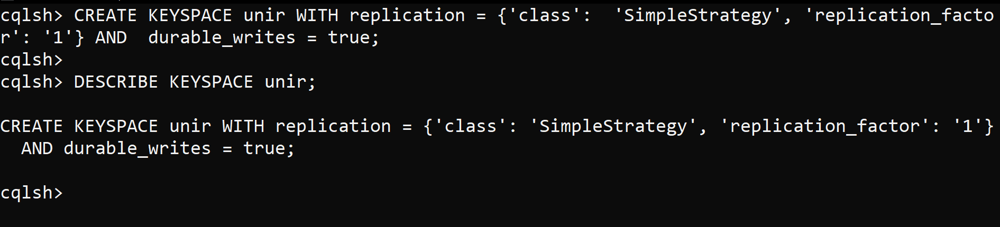 cqlsh> CREATE KEYSPACE unir WITH replication = {'class':  'SimpleStrategy', 'replication_facto
r': '1'} AND  durable_writes = true;
cqlsh>
cqlsh> DESCRIBE KEYSPACE unir;
CREATE KEYSPACE unir WITH replication = {'class': 'SimpleStrategy', 'replication_factor': '1'}
  AND durable_writes = true;
cqlsh>